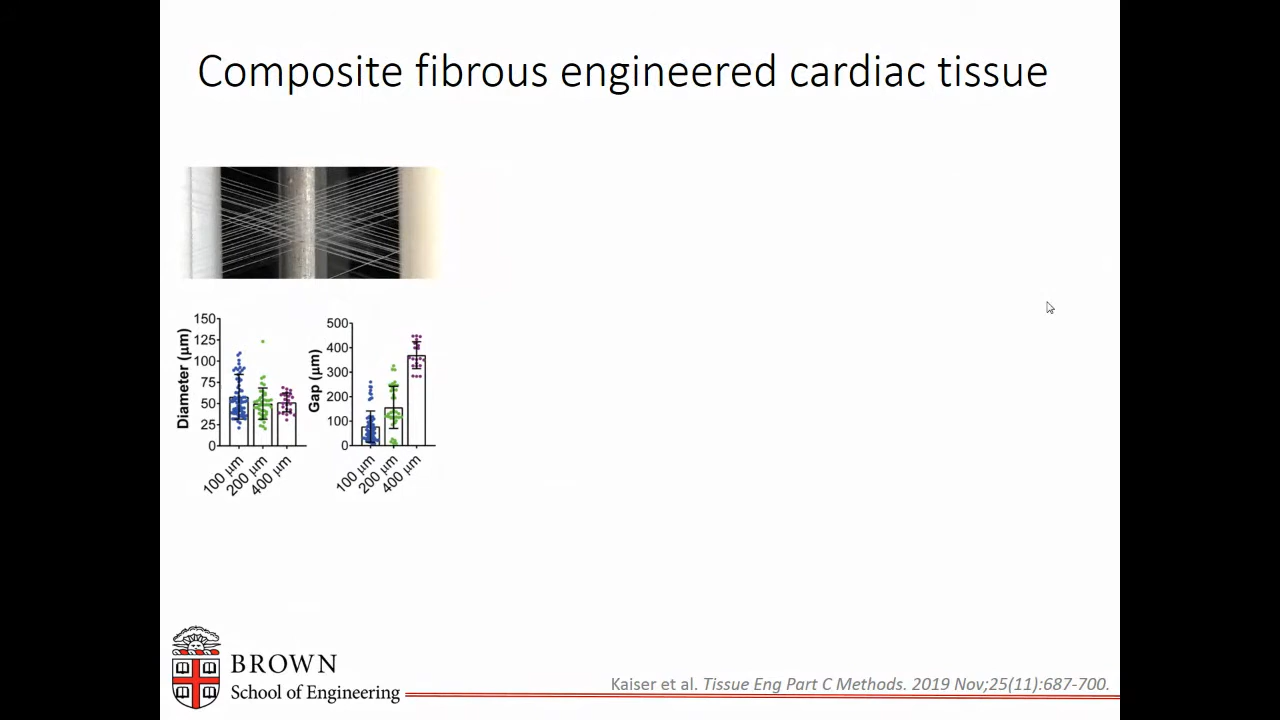 Composite fibrous engineered cardiac tissue
Diameter (μm)
150
125
100
75
50
25
0
100 μm
200 μm
400 μm
Gap (μm)
500
400
300
200
100
0
100 μm
200 μm
400 μm
BROWN
School of Engineering
Kaiser et al. Tissue Eng Part C Methods. 2019 Nov;25(11):687-700.